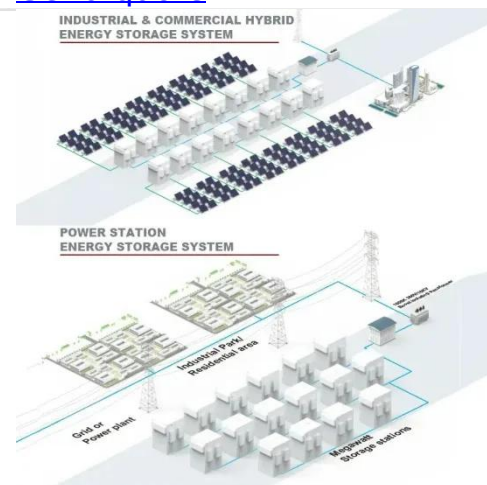 INDUSTRIAL & COMMERCIAL HYBRID
ENERGY STORAGE SYSTEM
POWER STATION
ENERGY STORAGE SYSTEM
Industrial Park/
Residential area
Grid or
Power plant
Megawatt
Storage stations